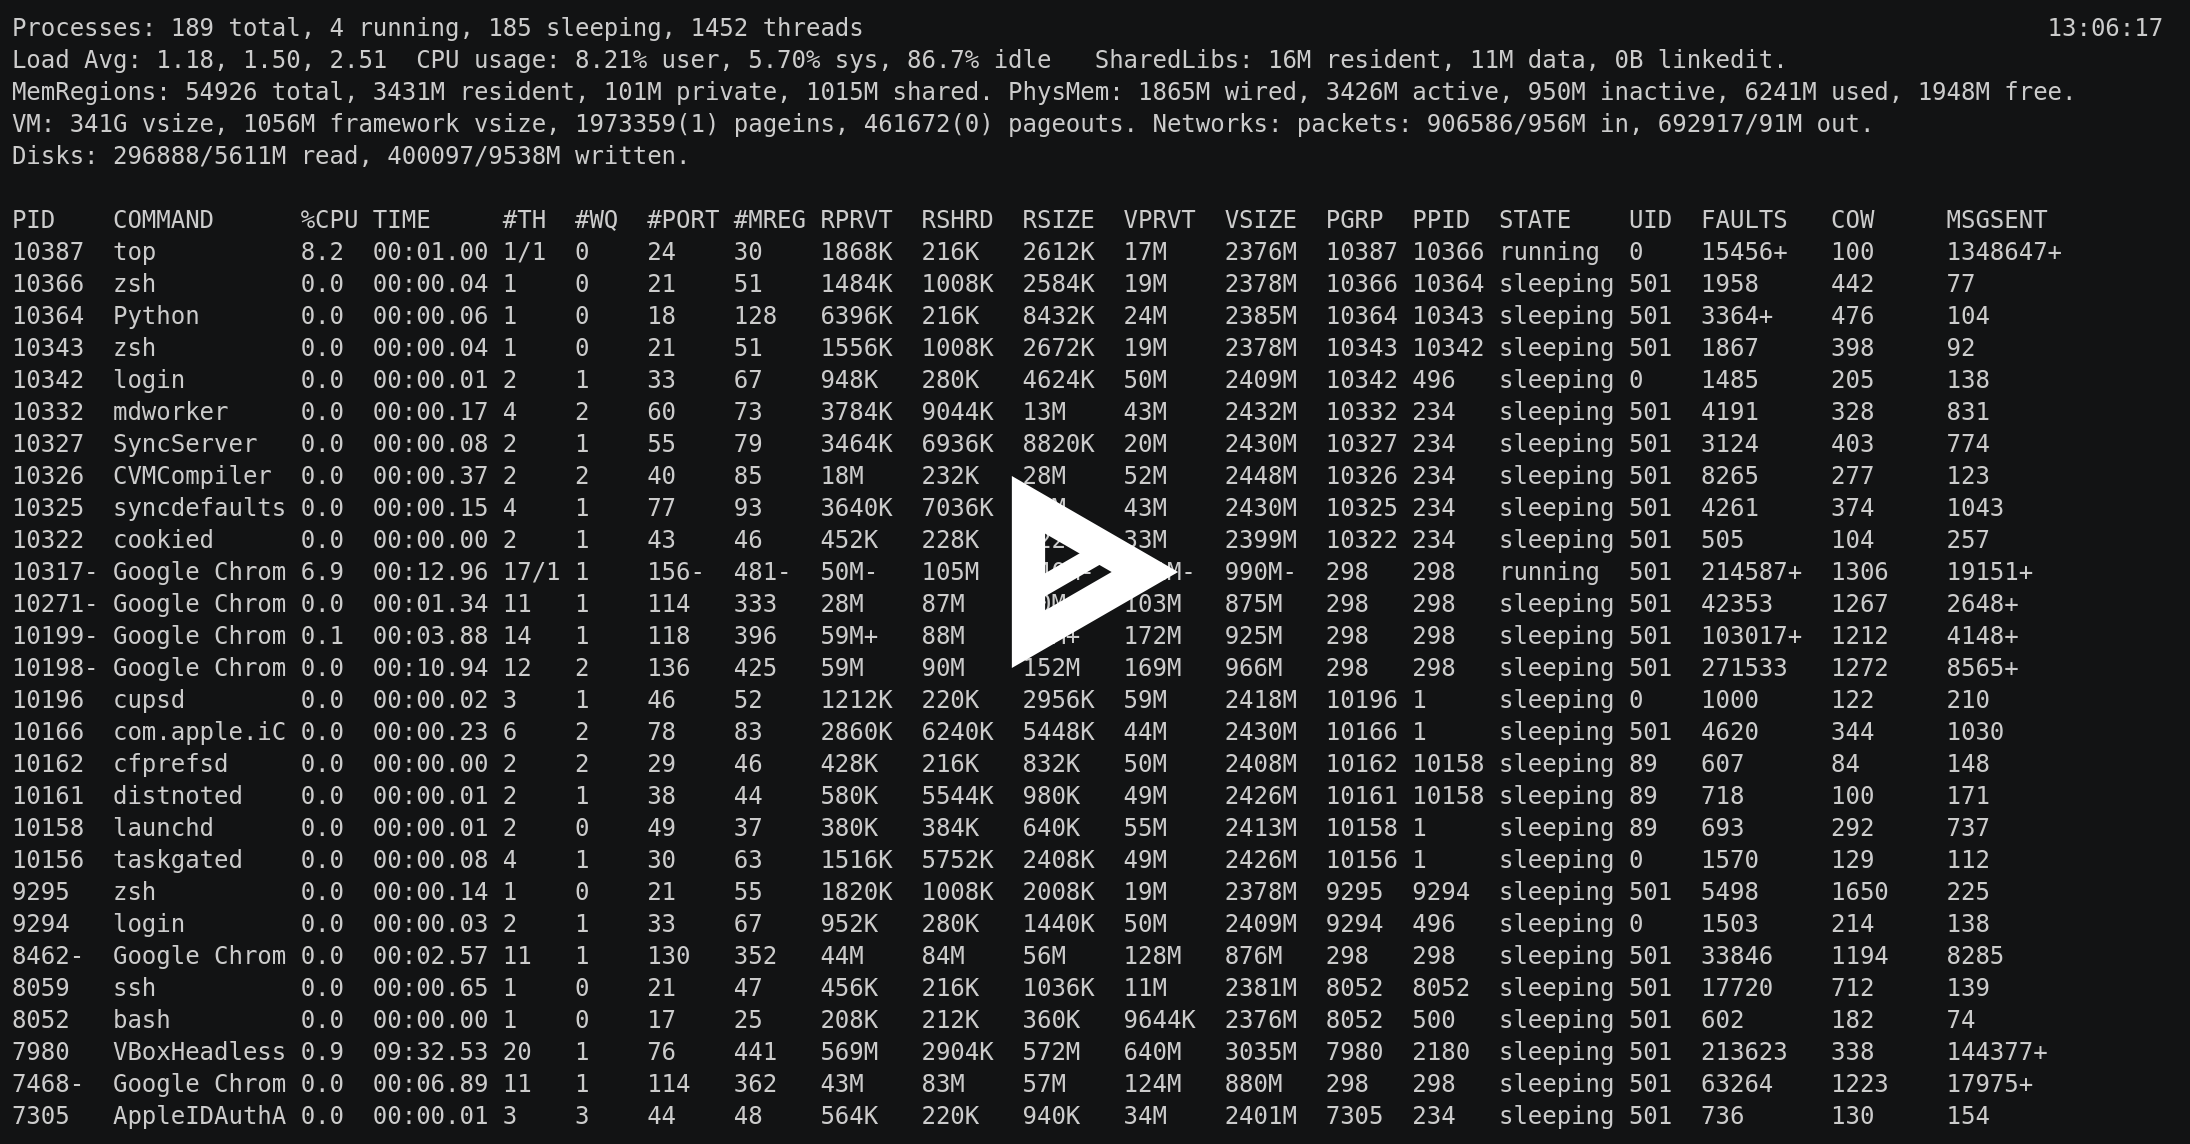 Processes: 189 total, 4 running, 185 sleeping, 1452 threads 13:06:17
Load Avg: 1.18, 1.50, 2.51  CPU usage: 8.21% user, 5.70% sys, 86.7% idle   SharedLibs: 16M resident, 11M data, 0B linkedit.
MemRegions: 54926 total, 3431M resident, 101M private, 1015M shared. PhysMem: 1865M wired, 3426M active, 950M inactive, 6241M used, 1948M free.
VM: 341G vsize, 1056M framework vsize, 1973359(1) pageins, 461672(0) pageouts. Networks: packets: 906586/956M in, 692917/91M out.
Disks: 296888/5611M read, 400097/9538M written.
PID    COMMAND      %CPU TIME     #TH  #WQ  #PORT #MREG RPRVT  RSHRD  RSIZE  VPRVT  VSIZE  PGRP  PPID  STATE    UID  FAULTS   COW     MSGSENT
10387  top          8.2  00:01.00 1/1  0    24    30    1868K  216K   2612K  17M    2376M  10387 10366 running  0    15456+   100     1348647+
10366  zsh          0.0  00:00.04 1    0    21    51    1484K  1008K  2584K  19M    2378M  10366 10364 sleeping 501  1958     442     77
10364  Python       0.0  00:00.06 1    0    18    128   6396K  216K   8432K  24M    2385M  10364 10343 sleeping 501  3364+    476     104
10343  zsh          0.0  00:00.04 1    0    21    51    1556K  1008K  2672K  19M    2378M  10343 10342 sleeping 501  1867     398     92
10342  login        0.0  00:00.01 2    1    33    67    948K   280K   4624K  50M    2409M  10342 496   sleeping 0    1485     205     138
10332  mdworker     0.0  00:00.17 4    2    60    73    3784K  9044K  13M    43M    2432M  10332 234   sleeping 501  4191     328     831
10327  SyncServer   0.0  00:00.08 2    1    55    79    3464K  6936K  8820K  20M    2430M  10327 234   sleeping 501  3124     403     774
10326  CVMCompiler  0.0  00:00.37 2    2    40    85    18M    232K   28M    52M    2448M  10326 234   sleeping 501  8265     277     123
10325  syncdefaults 0.0  00:00.15 4    1    77    93    3640K  7036K  43M    2430M  10325 234   sleeping 501  4261     374     1043
10322  cookied      0.0  00:00.00 2    1    43    46    452K   228K   33M    2399M  10322 234   sleeping 501  505      104     257
10317- Google Chrom 6.9  00:12.96 17/1 1    156-  481-  50M-   105M   990M-  298   298   running  501  214587+  1306    19151+
10271- Google Chrom 0.0  00:01.34 11   1    114   333   28M    87M    103M   875M   298   298   sleeping 501  42353    1267    2648+
10199- Google Chrom 0.1  00:03.88 14   1    118   396   59M+   88M    172M   925M   298   298   sleeping 501  103017+  1212    4148+
10198- Google Chrom 0.0  00:10.94 12   2    136   425   59M    90M    152M   169M   966M   298   298   sleeping 501  271533   1272    8565+
10196  cupsd        0.0  00:00.02 3    1    46    52    1212K  220K   2956K  59M    2418M  10196 1     sleeping 0    1000     122     210
10166  com.apple.iC 0.0  00:00.23 6    2    78    83    2860K  6240K  5448K  44M    2430M  10166 1     sleeping 501  4620     344     1030
10162  cfprefsd     0.0  00:00.00 2    2    29    46    428K   216K   832K   50M    2408M  10162 10158 sleeping 89   607      84      148
10161  distnoted    0.0  00:00.01 2    1    38    44    580K   5544K  980K   49M    2426M  10161 10158 sleeping 89   718      100     171
10158  launchd      0.0  00:00.01 2    0    49    37    380K   384K   640K   55M    2413M  10158 1     sleeping 89   693      292     737
10156  taskgated    0.0  00:00.08 4    1    30    63    1516K  5752K  2408K  49M    2426M  10156 1     sleeping 0    1570     129     112
9295   zsh          0.0  00:00.14 1    0    21    55    1820K  1008K  2008K  19M    2378M  9295  9294  sleeping 501  5498     1650    225
9294   login        0.0  00:00.03 2    1    33    67    952K   280K   1440K  50M    2409M  9294  496   sleeping 0    1503     214     138
8462-  Google Chrom 0.0  00:02.57 11   1    130   352   44M    84M    56M    128M   876M   298   298   sleeping 501  33846    1194    8285
8059   ssh          0.0  00:00.65 1    0    21    47    456K   216K   1036K  11M    2381M  8052  8052  sleeping 501  17720    712     139
8052   bash         0.0  00:00.00 1    0    17    25    208K   212K   360K   9644K  2376M  8052  500   sleeping 501  602      182     74
7980   VBoxHeadless 0.9  09:32.53 20   1    76    441   569M   2904K  572M   640M   3035M  7980  2180  sleeping 501  213623   338     144377+
7468-  Google Chrom 0.0  00:06.89 11   1    114   362   43M    83M    57M    124M   880M   298   298   sleeping 501  63264    1223    17975+
7305   AppleIDAuthA 0.0  00:00.01 3    3    44    48    564K   220K   940K   34M    2401M  7305  234   sleeping 501  736      130     154